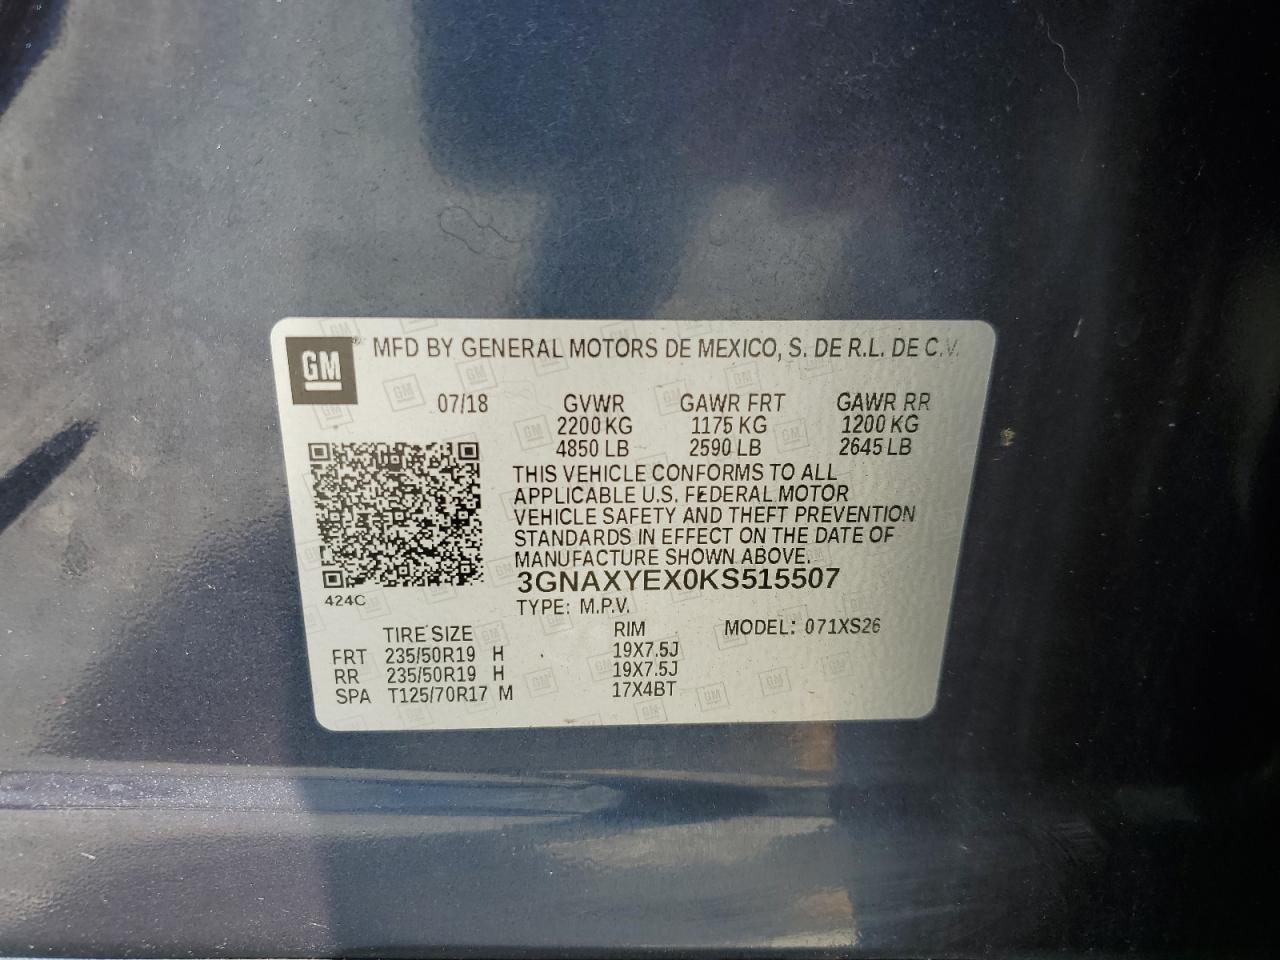 GM ® MFD BY GENERAL MOTORS DE MEXICO, S. DE R.L. DE C.V.
07/18 GVWR GAWR FRT GAWR RR
2200 KG 1175 KG 1200 KG
4850 LB 2590 LB 2645 LB
THIS VEHICLE CONFORMS TO ALL
APPLICABLE U.S. FEDERAL MOTOR
VEHICLE SAFETY AND THEFT PREVENTION
STANDARDS IN EFFECT ON THE DATE OF
MANUFACTURE SHOWN ABOVE.
3GNAXYEX0KS515507
424C
TYPE: M.P.V.
TIRE SIZE RIM MODEL: 071XS26
FRT 235/50R19 H 19X7.5J
RR 235/50R19 H 19X7.5J
SPA T125/70R17 M 17X4BT